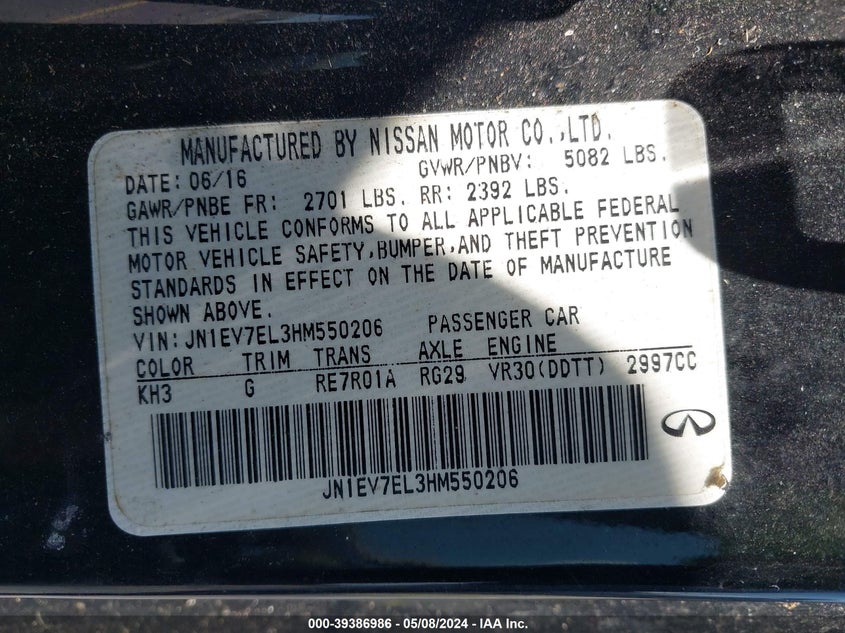 MANUFACTURED BY NISSAN MOTOR CO.,LTD.
DATE: 06/16 GVWR/PNBV: 5082 LBS.
GAWR/PNBE FR: 2701 LBS. RR: 2392 LBS.
THIS VEHICLE CONFORMS TO ALL APPLICABLE FEDERAL
MOTOR VEHICLE SAFETY,BUMPER,AND THEFT PREVENTION
STANDARDS IN EFFECT ON THE DATE OF MANUFACTURE
SHOWN ABOVE.
VIN:JN1EV7EL3HM550206 PASSENGER CAR
COLOR TRIM TRANS AXLE ENGINE
KH3 G RE7R01A RG29 VR30(DDTT) 2997CC
JN1EV7EL3HM550206
000-39386986 - 05/08/2024 - IAA Inc.